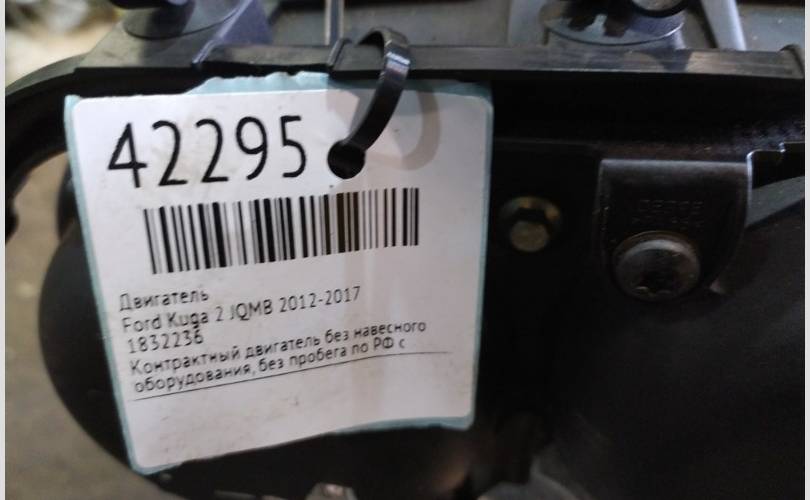 42295
Двигатель
Ford Kuga 2 JQMB 2012-2017
1832236
Контрактный двигатель без навесного
оборудования, без пробега по РФ с